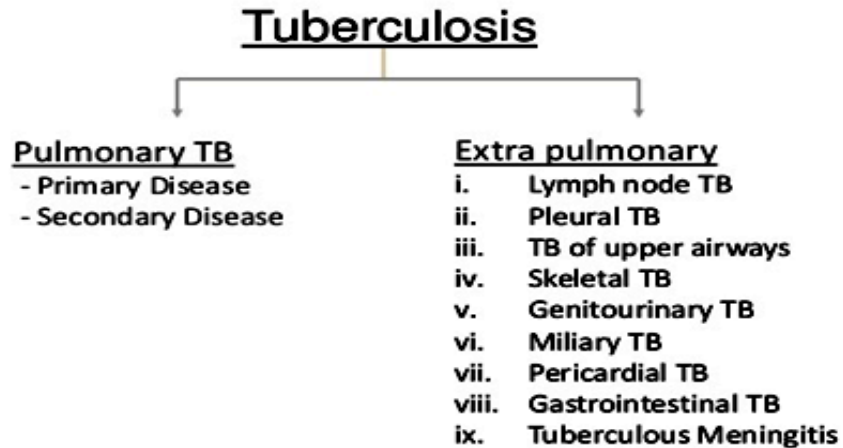 Tuberculosis
Pulmonary TB
- Primary Disease
- Secondary Disease
Extra pulmonary
i. Lymph node TB
ii. Pleural TB
iii. TB of upper airways
iv. Skeletal TB
v. Genitourinary TB
vi. Miliary TB
vii. Pericardial TB
viii. Gastrointestinal TB
ix. Tuberculous Meningitis